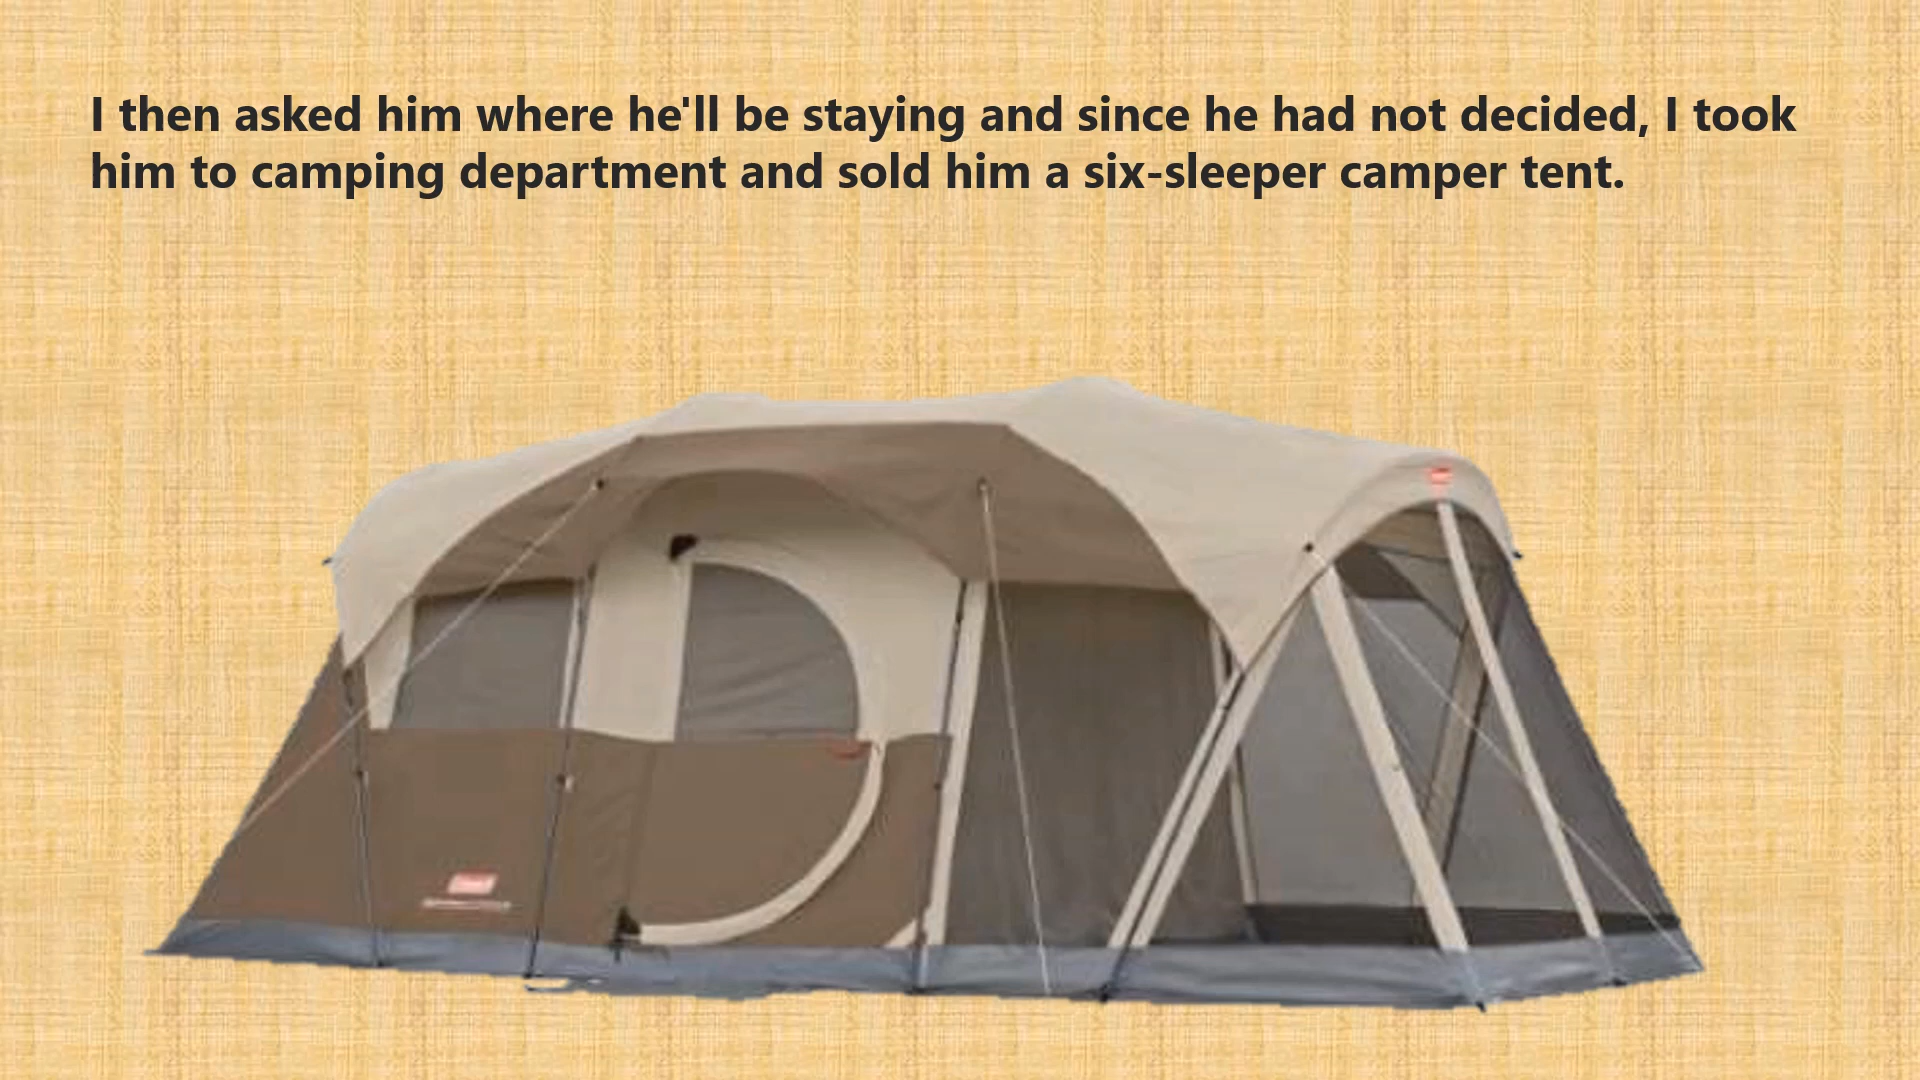 I then asked him where he'll be staying and since he had not decided, I took
him to camping department and sold him a six-sleeper camper tent.